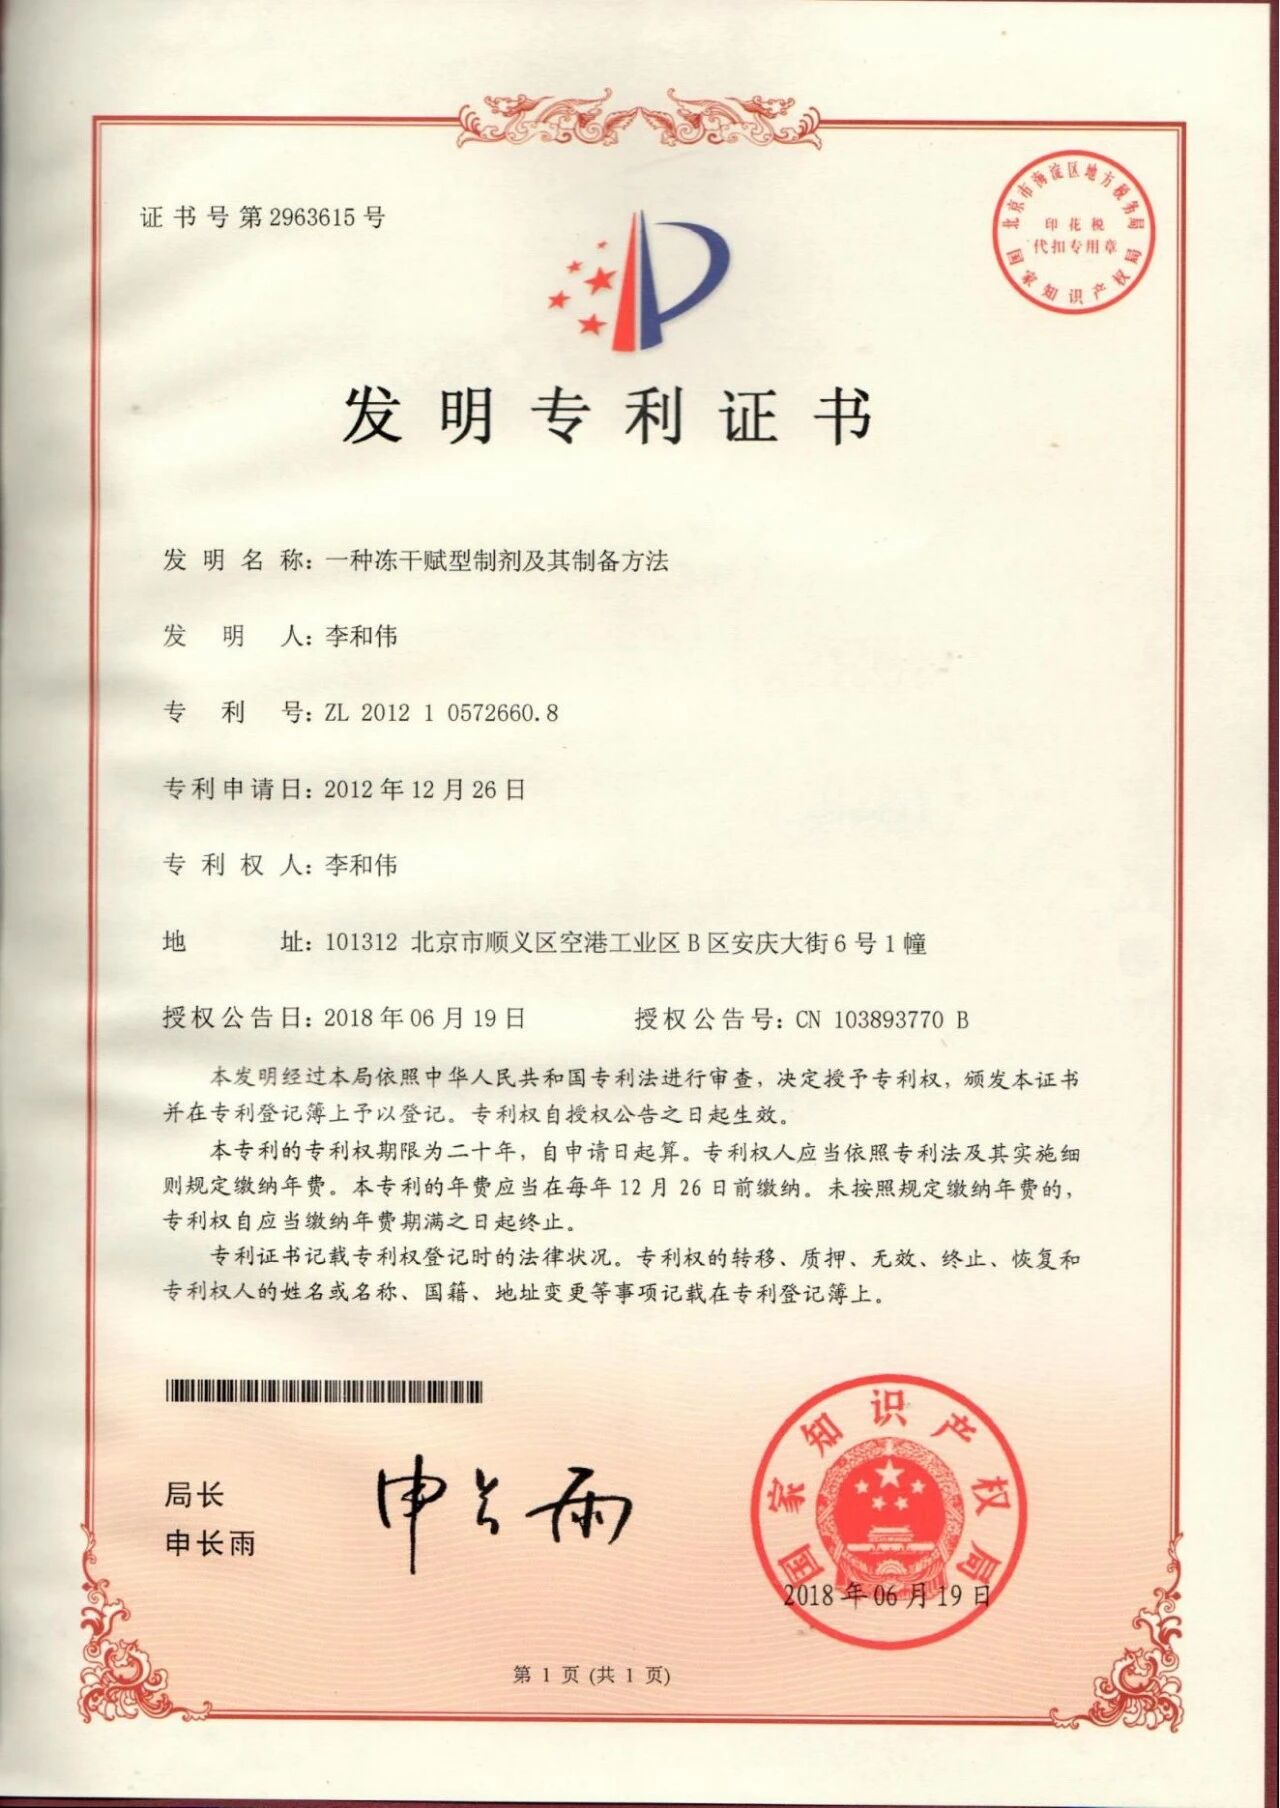 证书号第2963615号
北京市海淀区地方税务局
印花税
代扣专用章
国家知识产权局
发明专利证书
发明名称：一种冻干赋型制剂及其制备方法
发明人：李和伟
专利号：ZL 2012 1 0572660.8
专利申请日：2012年12月26日
专利权人：李和伟
地址：101312 北京市顺义区空港工业区B区安庆大街6号1幢
授权公告日：2018年06月19日 授权公告号：CN 103893770 B
本发明经过本局依照中华人民共和国专利法进行审查，决定授予专利权，颁发本证书
并在专利登记簿上予以登记。专利权自授权公告之日起生效。
本专利的专利权期限为二十年，自申请日起算。专利权人应当依照专利法及其实施细
则规定缴纳年费。本专利的年费应当在每年12月26日前缴纳。未按照规定缴纳年费的，
专利权自应当缴纳年费期满之日起终止。
专利证书记载专利权登记时的法律状况。专利权的转移、质押、无效、终止、恢复和
专利权人的姓名或名称、国籍、地址变更等事项记载在专利登记簿上。
局长
申长雨
申长雨
国家知识产权局
2018年06月19日
第 1 页 (共 1 页)